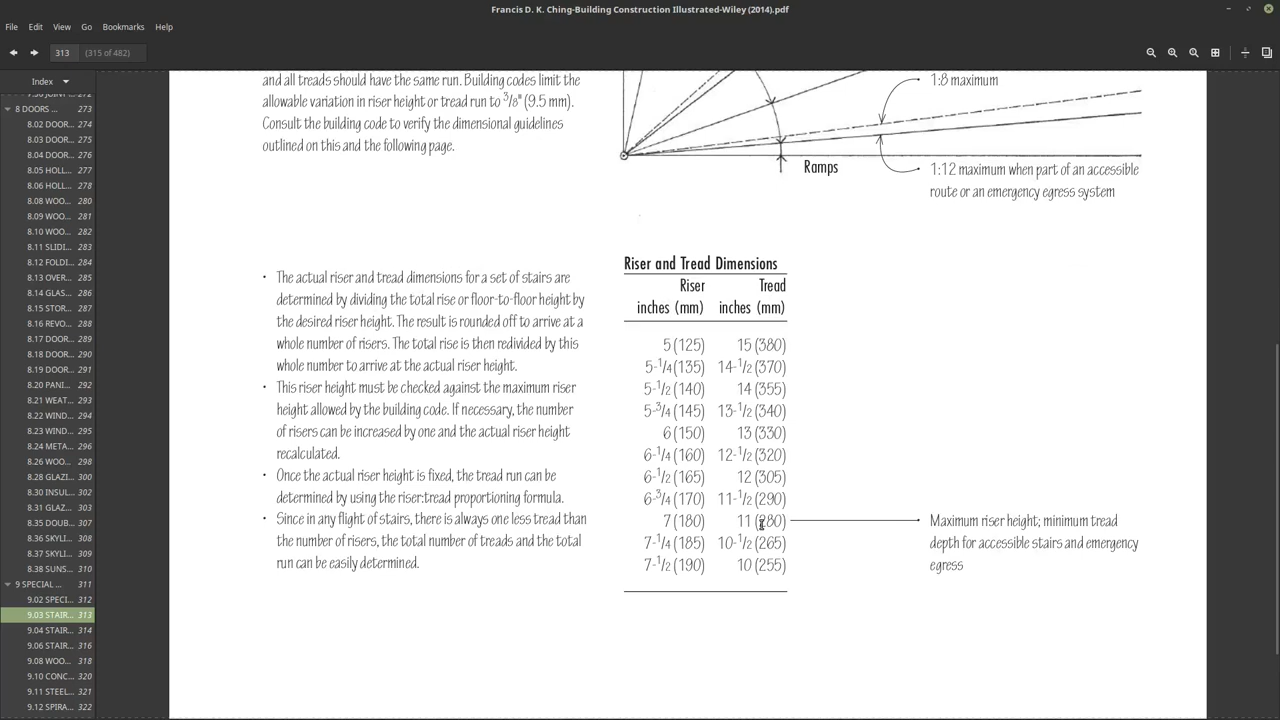 Francis D. K. Ching-Building Construction Illustrated-Wiley (2014).pdf
File Edit View Go Bookmarks Help
313 (315 of 482)
Index
8 DOORS ... 273
8.02 DOOR... 274
8.03 DOOR... 275
8.04 DOOR... 276
8.05 HOLL... 277
8.06 HOLL... 278
8.08 WOO... 280
8.09 WOO... 281
8.10 WOO... 282
8.11 SLIDI... 283
8.12 FOLDI... 284
8.13 OVER... 285
8.14 GLAS... 286
8.15 STOR... 287
8.16 REVO... 288
8.17 DOOR... 289
8.18 DOOR... 290
8.19 DOOR... 291
8.20 PANI... 292
8.21 WEAT... 293
8.22 WIND... 294
8.23 WIND... 295
8.24 META... 296
8.26 WOO... 298
8.28 GLAZI... 300
8.30 INSUL... 302
8.31 GLAZ... 303
8.35 DOUB... 307
8.36 SKYLI... 308
8.37 SKYLI... 309
8.38 SUNS... 310
9 SPECIAL ... 311
9.02 SPECI... 312
9.03 STAIR... 313
9.04 STAIR... 314
9.06 STAIR... 316
9.08 WOO... 318
9.10 CONC... 320
9.11 STEEL... 321
9.12 SPIRA... 322
and all treads should have the same run. Building codes limit the
allowable variation in riser height or tread run to 3/8" (9.5 mm).
Consult the building code to verify the dimensional guidelines
outlined on this and the following page.
1:8 maximum
Ramps
1:12 maximum when part of an accessible
route or an emergency egress system
• The actual riser and tread dimensions for a set of stairs are
determined by dividing the total rise or floor-to-floor height by
the desired riser height. The result is rounded off to arrive at a
whole number of risers. The total rise is then redivided by this
whole number to arrive at the actual riser height.
• This riser height must be checked against the maximum riser
height allowed by the building code. If necessary, the number
of risers can be increased by one and the actual riser height
recalculated.
• Once the actual riser height is fixed, the tread run can be
determined by using the riser:tread proportioning formula.
• Since in any flight of stairs, there is always one less tread than
the number of risers, the total number of treads and the total
run can be easily determined.
Riser and Tread Dimensions
Riser Tread
inches (mm) inches (mm)
5 (125) 15 (380)
5-1/4 (135) 14-1/2 (370)
5-1/2 (140) 14 (355)
5-3/4 (145) 13-1/2 (340)
6 (150) 13 (330)
6-1/4 (160) 12-1/2 (320)
6-1/2 (165) 12 (305)
6-3/4 (170) 11-1/2 (290)
7 (180) 11 (280)
7-1/4 (185) 10-1/2 (265)
7-1/2 (190) 10 (255)
Maximum riser height; minimum tread
depth for accessible stairs and emergency
egress